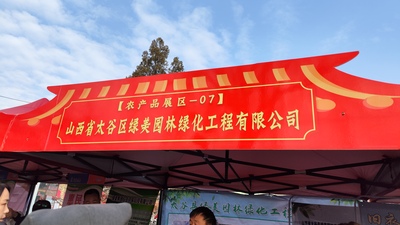 【农产品展区-07】
山西省太谷区绿美园林绿化工程有限公司